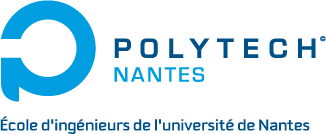 POLYTECH©
NANTES
École d'ingénieurs de l'université de Nantes